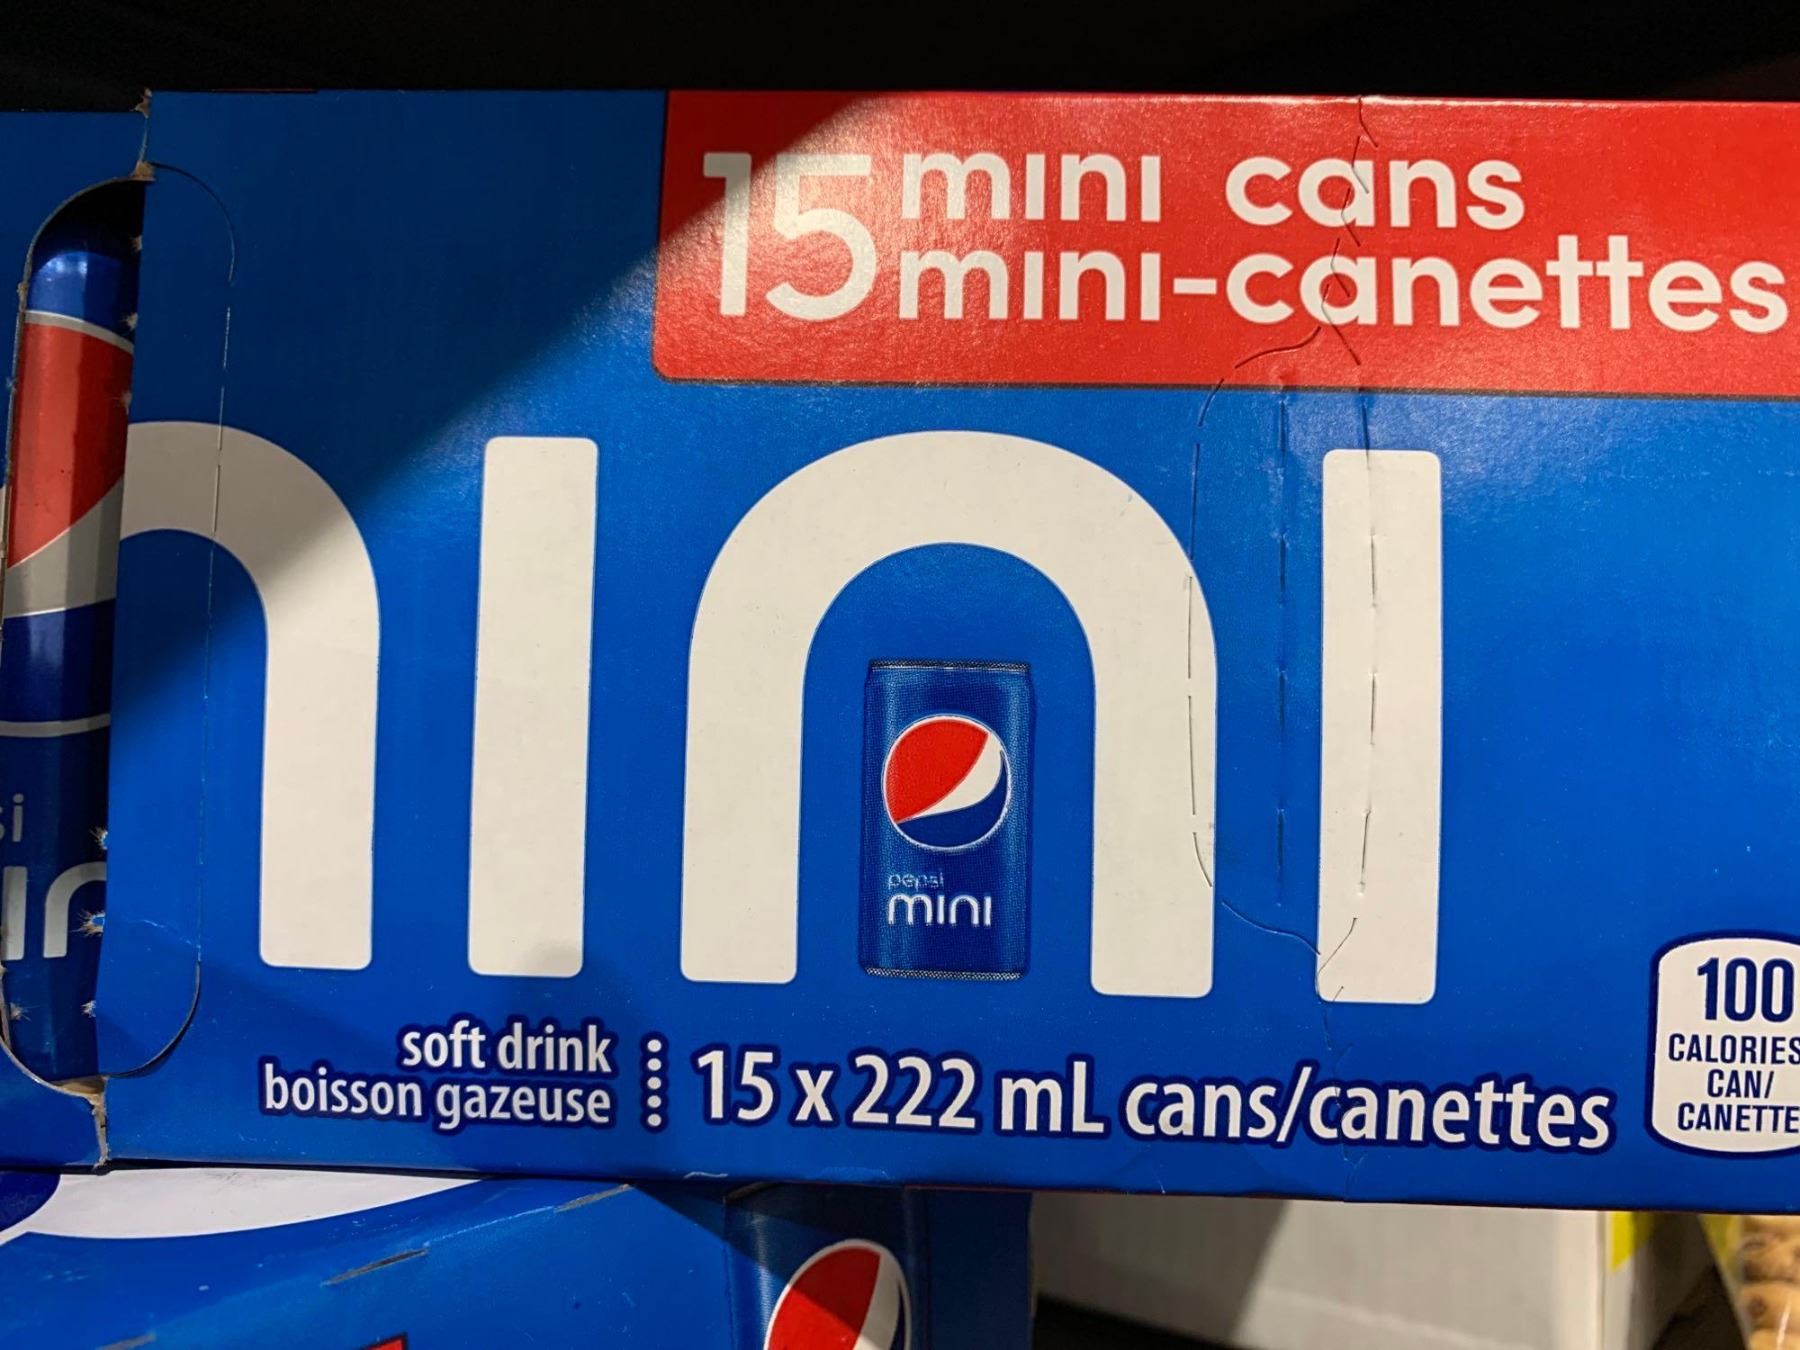 15 mini cans
mini-canettes
mini
pepsi
mini
soft drink
boisson gazeuse
15 x 222 mL cans/canettes
100
CALORIES
CAN/
CANETTE